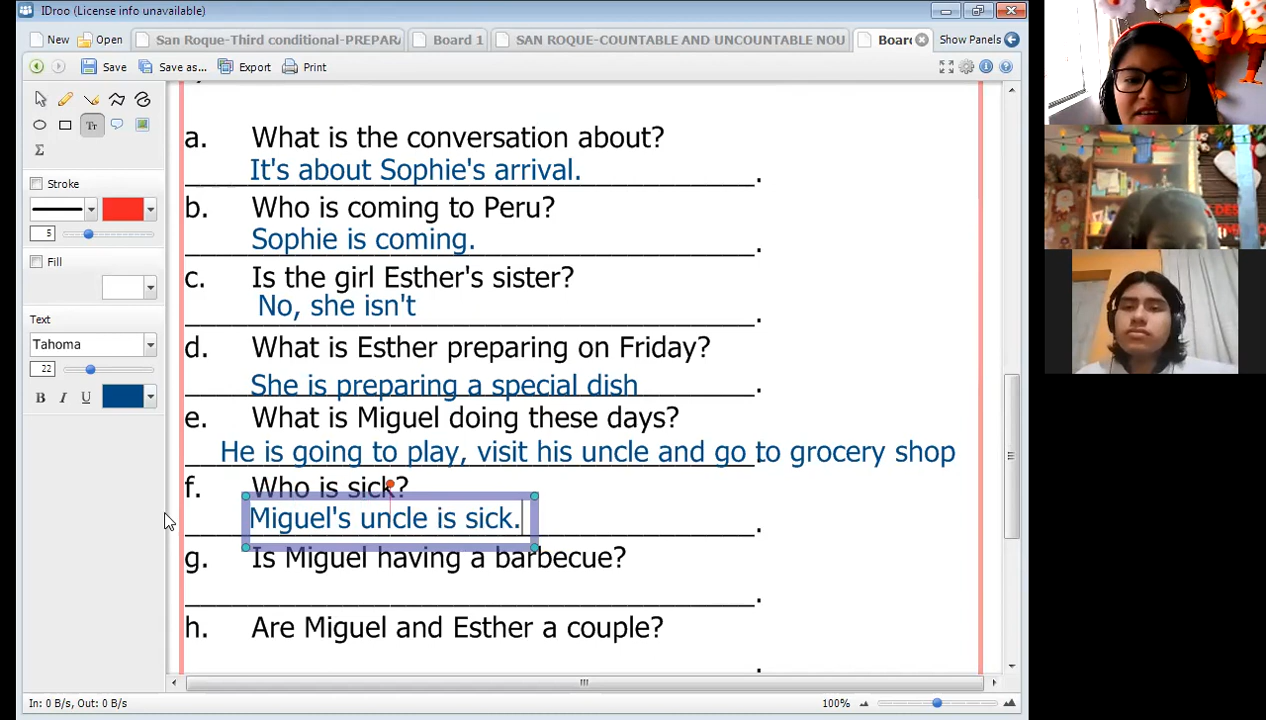 IDroo (License info unavailable)
New Open San Roque-Third conditional-PREPAR Board 1 SAN ROQUE-COUNTABLE AND UNCOUNTABLE NOU Board Show Panels
Save Save as... Export Print
Tr
Σ
Stroke
5
Fill
Text
Tahoma
22
B I U
a. What is the conversation about?
It's about Sophie's arrival.
b. Who is coming to Peru?
Sophie is coming.
c. Is the girl Esther's sister?
No, she isn't
d. What is Esther preparing on Friday?
She is preparing a special dish
e. What is Miguel doing these days?
He is going to play, visit his uncle and go to grocery shop
f. Who is sick?
Miguel's uncle is sick.
g. Is Miguel having a barbecue?
h. Are Miguel and Esther a couple?
In: 0 B/s, Out: 0 B/s 100%